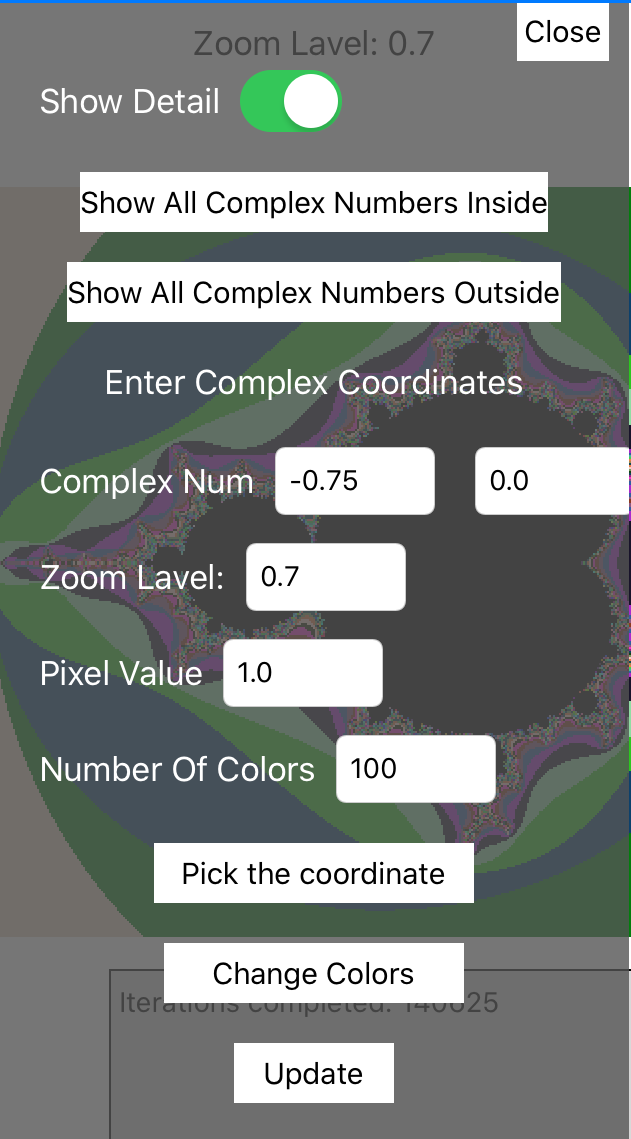 Zoom Lavel: 0.7
Close
Show Detail
Show All Complex Numbers Inside
Show All Complex Numbers Outside
Enter Complex Coordinates
Complex Num -0.75 0.0
Zoom Lavel: 0.7
Pixel Value 1.0
Number Of Colors 100
Pick the coordinate
Change Colors
Iterations completed: 140625
Update